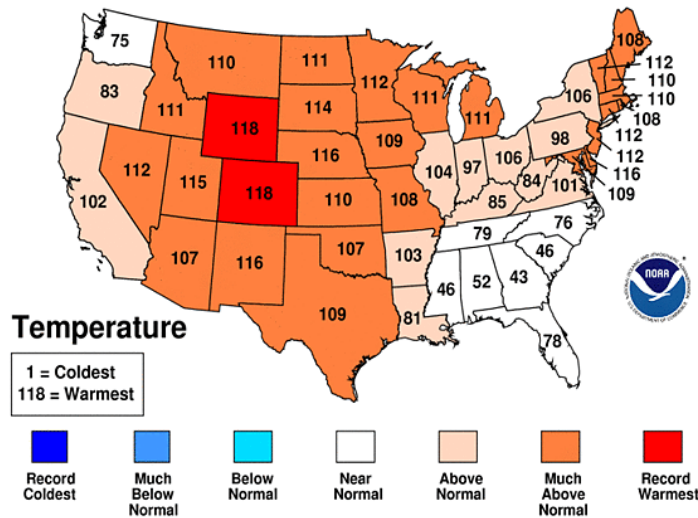 75
108
110
111
112
112
110
83
111
106
110
118
114
111
111
108
98
112
109
116
112
112
115
118
104
97
106
116
84
101
109
102
110
108
85
76
79
107
116
107
103
46
46
52
43
109
81
78
NOAA
Temperature
1 = Coldest
118 = Warmest
Record
Coldest
Much
Below
Normal
Below
Normal
Near
Normal
Above
Normal
Much
Above
Normal
Record
Warmest